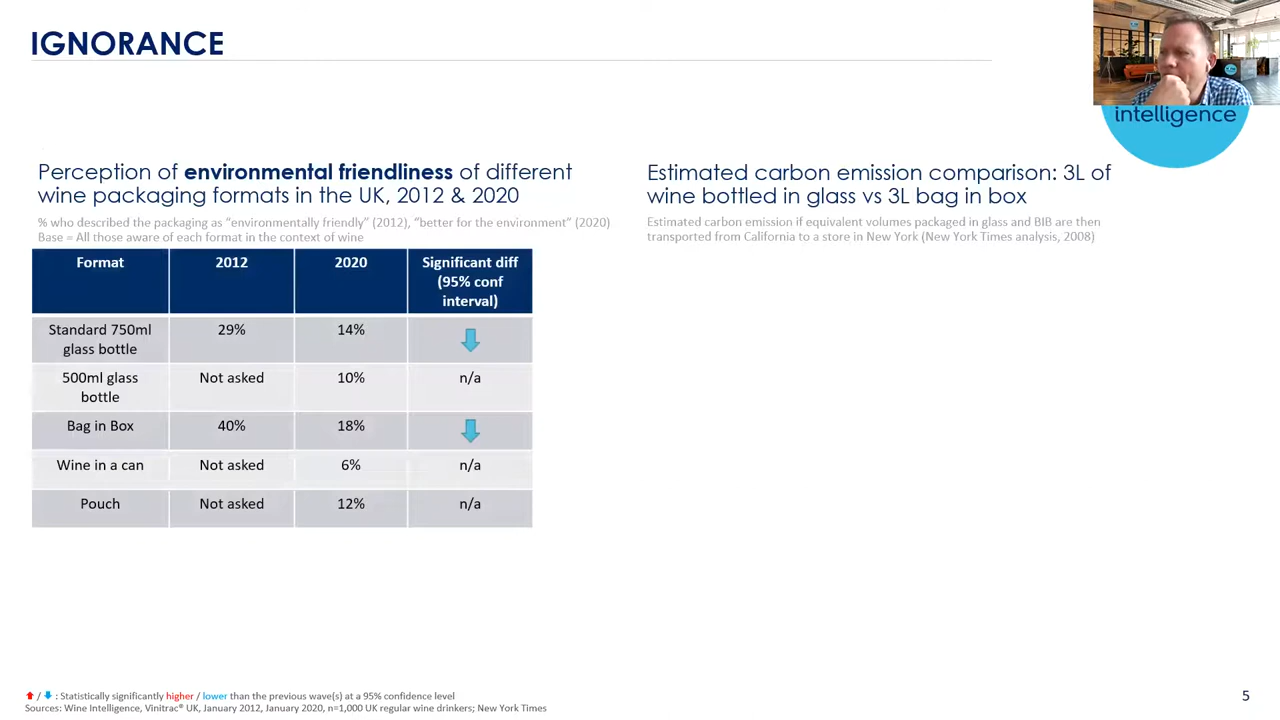 IGNORANCE
intelligence
Perception of environmental friendliness of different
wine packaging formats in the UK, 2012 & 2020
% who described the packaging as "environmentally friendly" (2012), "better for the environment" (2020)
Base = All those aware of each format in the context of wine
Format 2012 2020 Significant diff (95% conf interval)
Standard 750ml glass bottle 29% 14%
500ml glass bottle Not asked 10% n/a
Bag in Box 40% 18%
Wine in a can Not asked 6% n/a
Pouch Not asked 12% n/a
Estimated carbon emission comparison: 3L of
wine bottled in glass vs 3L bag in box
Estimated carbon emission if equivalent volumes packaged in glass and BIB are then
transported from California to a store in New York (New York Times analysis, 2008)
/ : Statistically significantly higher / lower than the previous wave(s) at a 95% confidence level
Sources: Wine Intelligence, Vinitrac® UK, January 2012, January 2020, n=1,000 UK regular wine drinkers; New York Times
5